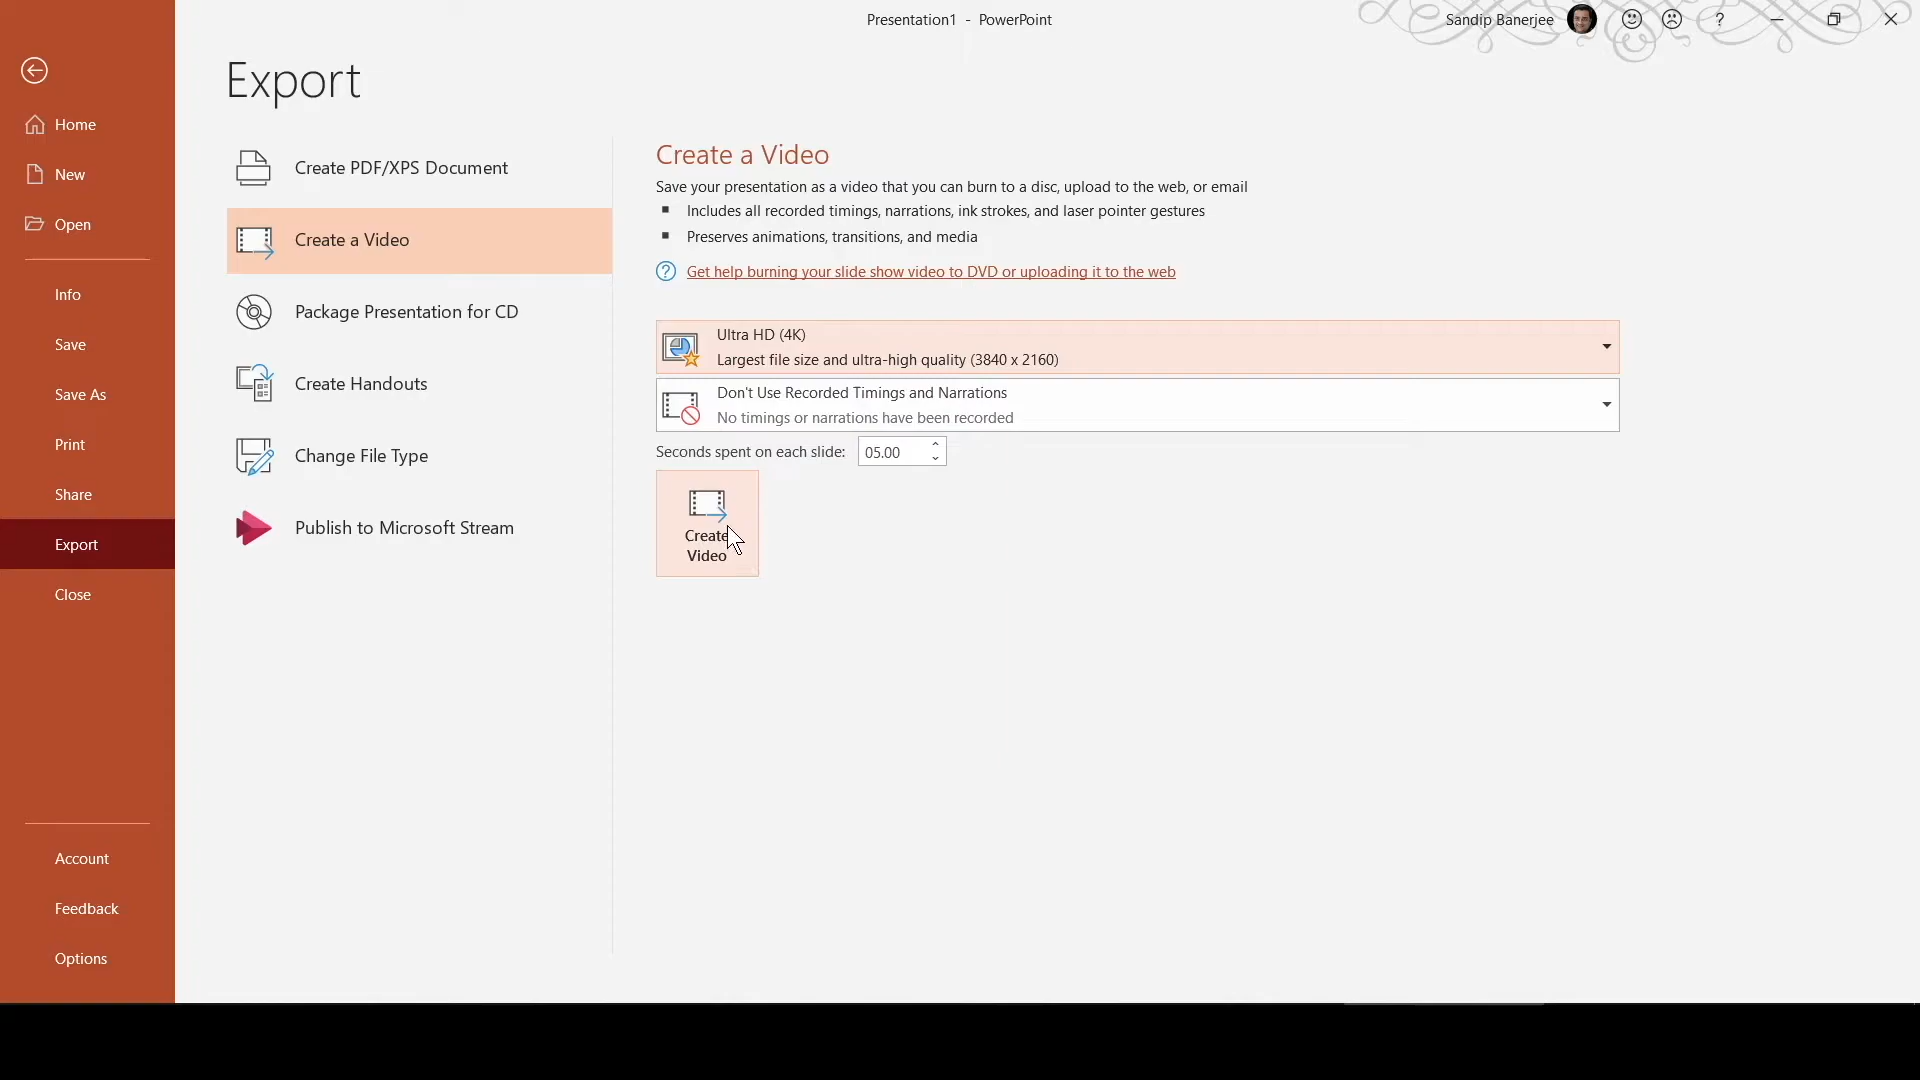 Presentation1 - PowerPoint
Sandip Banerjee
?
Export
Home
New
Open
Info
Save
Save As
Print
Share
Export
Close
Account
Feedback
Options
Create PDF/XPS Document
Create a Video
Package Presentation for CD
Create Handouts
Change File Type
Publish to Microsoft Stream
Create a Video
Save your presentation as a video that you can burn to a disc, upload to the web, or email
Includes all recorded timings, narrations, ink strokes, and laser pointer gestures
Preserves animations, transitions, and media
? Get help burning your slide show video to DVD or uploading it to the web
Ultra HD (4K)
Largest file size and ultra-high quality (3840 x 2160)
Don't Use Recorded Timings and Narrations
No timings or narrations have been recorded
Seconds spent on each slide: 05.00
Create
Video